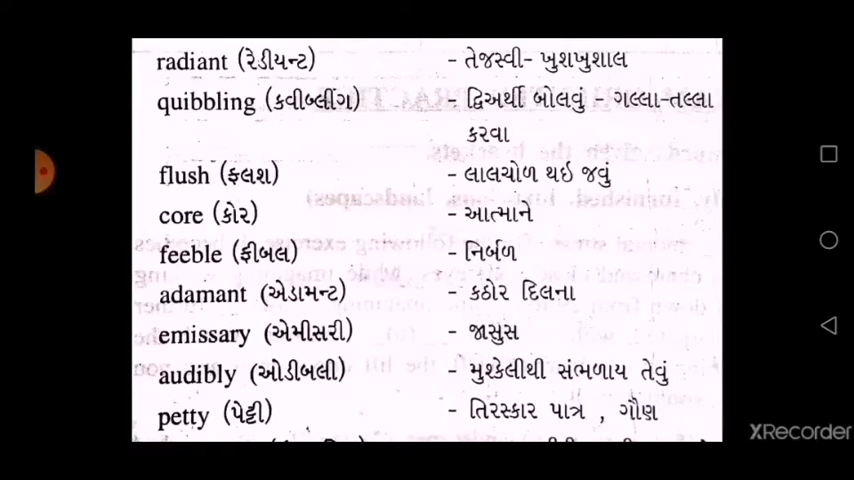 radiant (રેડીયન્ટ) - તેજસ્વી- ખુશખુશાલ
quibbling (કવીબ્લીંગ) - દ્વિઅર્થી બોલવું - ગલ્લા-તલ્લા
કરવા
flush (ફલશ) - લાલચોળ થઇ જવું
core (કોર) - આત્માને
feeble (ફીબલ) - નિર્બળ
adamant (એડામન્ટ) - કઠોર દિલના
emissary (એમીસરી) - જાસુસ
audibly (ઓડીબલી) - મુશ્કેલીથી સંભળાય તેવું
petty (પેટ્ટી) - તિરસ્કાર પાત્ર , ગૌણ
XRecorder